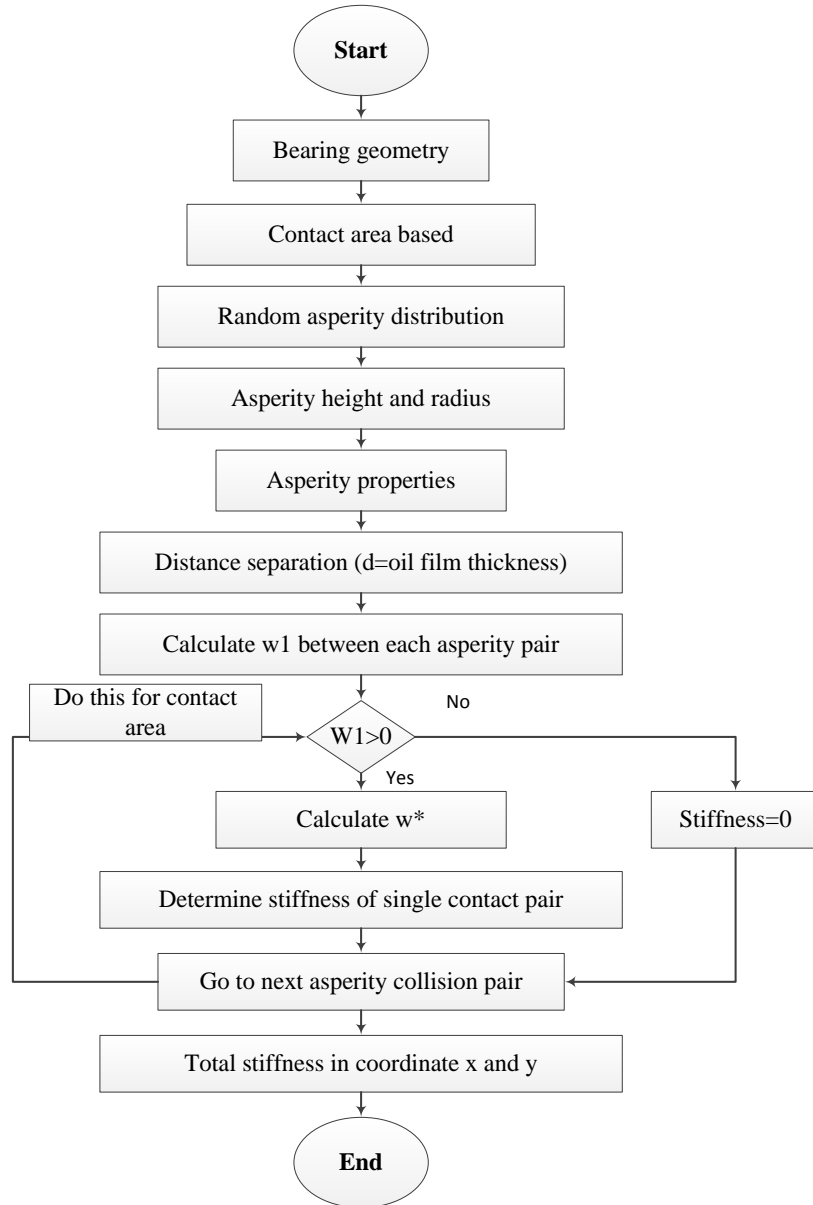 Start
Bearing geometry
Contact area based
Random asperity distribution
Asperity height and radius
Asperity properties
Distance separation (d=oil film thickness)
Calculate w1 between each asperity pair
Do this for contact
area
No
W1>0
Yes
Calculate w*
Stiffness=0
Determine stiffness of single contact pair
Go to next asperity collision pair
Total stiffness in coordinate x and y
End